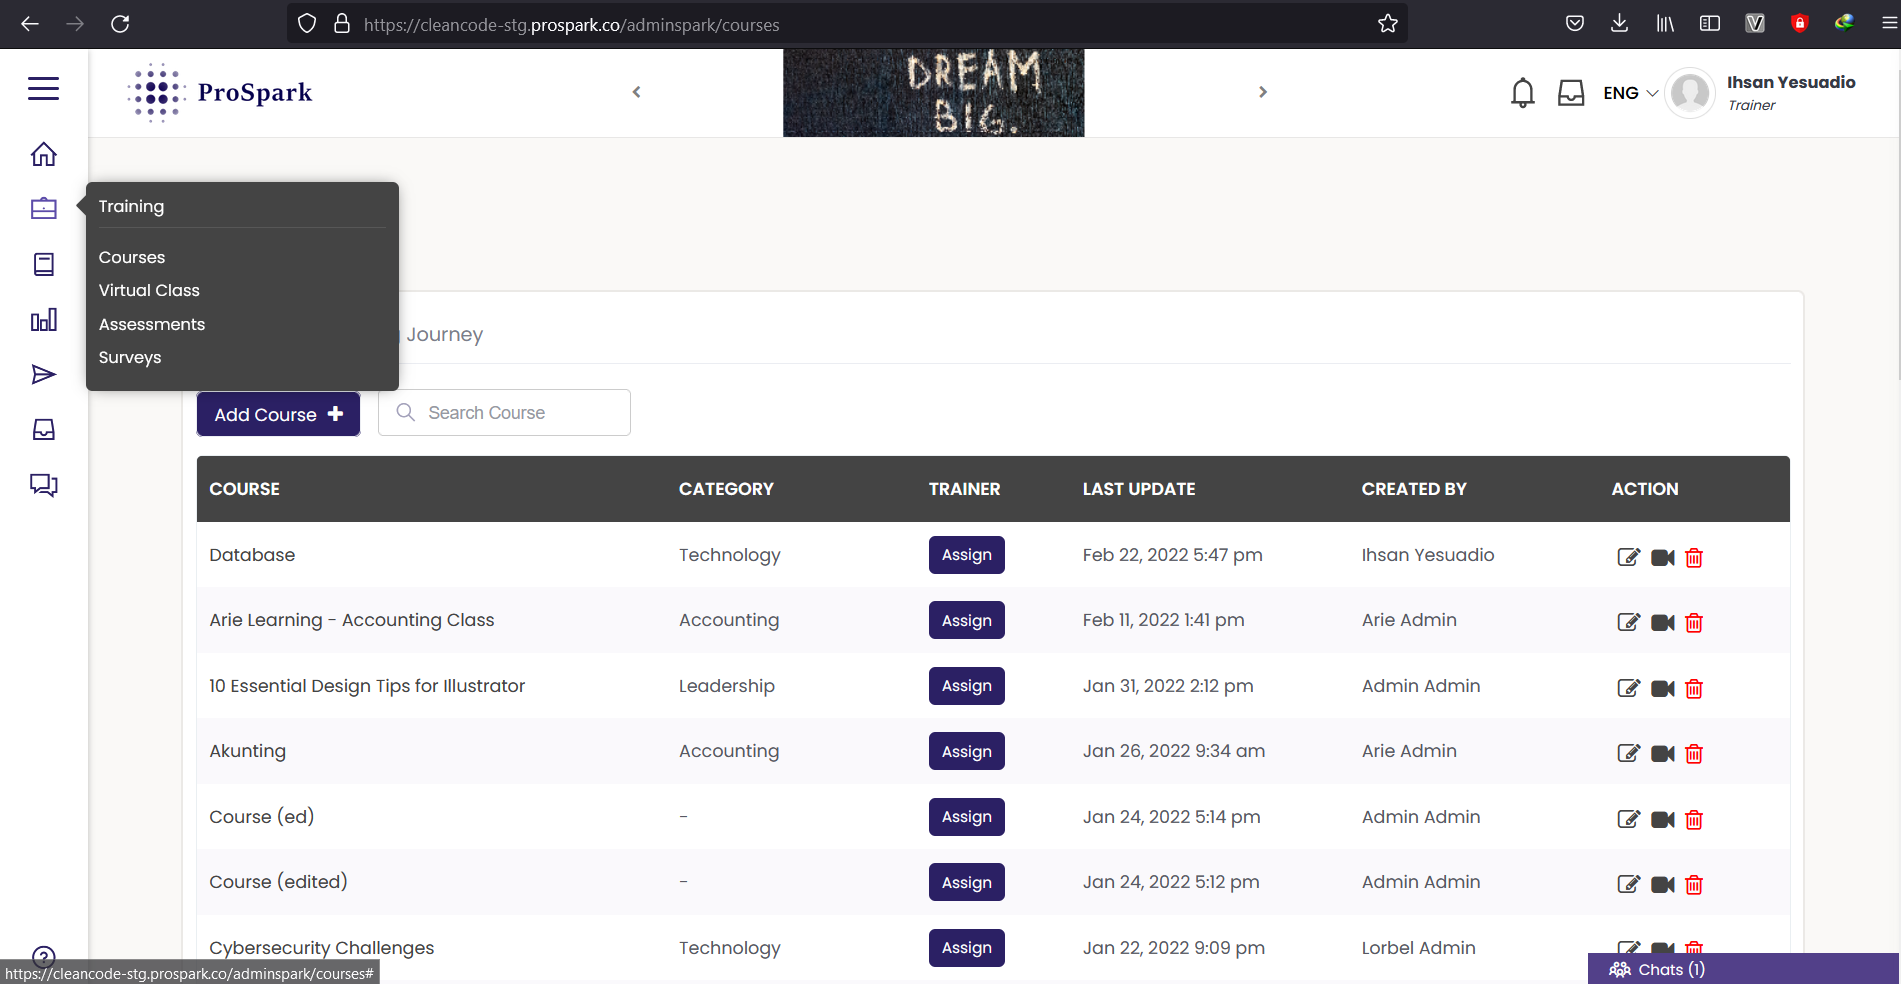 https://cleancode-stg.prospark.co/adminspark/courses
ProSpark
DREAM
BIG.
ENG
Ihsan Yesuadio
Trainer
Training
Courses
Virtual Class
Assessments
Surveys
Journey
Add Course
Search Course
COURSE CATEGORY TRAINER LAST UPDATE CREATED BY ACTION
Database Technology Assign Feb 22, 2022 5:47 pm Ihsan Yesuadio
Arie Learning - Accounting Class Accounting Assign Feb 11, 2022 1:41 pm Arie Admin
10 Essential Design Tips for Illustrator Leadership Assign Jan 31, 2022 2:12 pm Admin Admin
Akunting Accounting Assign Jan 26, 2022 9:34 am Arie Admin
Course (ed) - Assign Jan 24, 2022 5:14 pm Admin Admin
Course (edited) - Assign Jan 24, 2022 5:12 pm Admin Admin
Cybersecurity Challenges Technology Assign Jan 22, 2022 9:09 pm Lorbel Admin
https://cleancode-stg.prospark.co/adminspark/courses#
Chats (1)